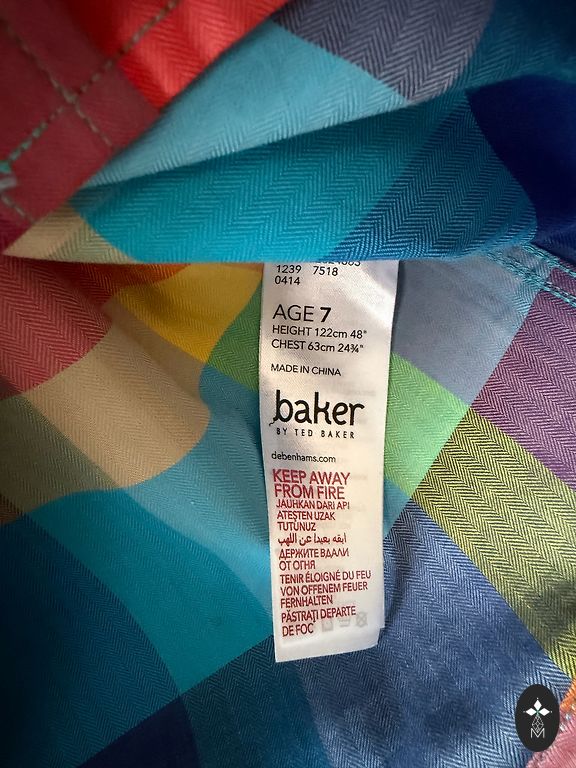 1239 7518
0414
AGE 7
HEIGHT 122cm 48"
CHEST 63cm 24¾"
MADE IN CHINA
baker
BY TED BAKER
debenhams.com
KEEP AWAY
FROM FIRE
JAUHKAN DARI API
ATEŞTEN UZAK
TUTUNUZ
ابقه بعيدا عن اللهب
ДЕРЖИТЕ ВДАЛИ
ОТ ОГНЯ
TENIR ÉLOIGNÉ DU FEU
VON OFFENEM FEUER
FERNHALTEN
PĂSTRAȚI DEPARTE
DE FOC
M